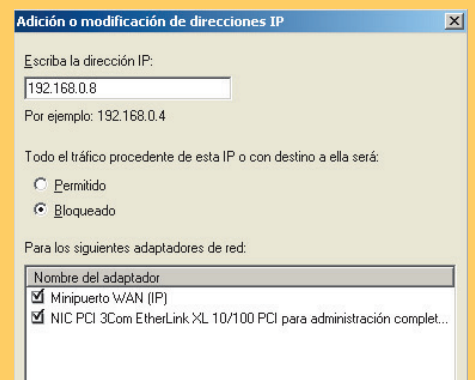 Adición o modificación de direcciones IP
Escriba la dirección IP:
192.168.0.8
Por ejemplo: 192.168.0.4
Todo el tráfico procedente de esta IP o con destino a ella será:
Permitido
Bloqueado
Para los siguientes adaptadores de red:
Nombre del adaptador
Minipuerto WAN (IP)
NIC PCI 3Com EtherLink XL 10/100 PCI para administración complet...